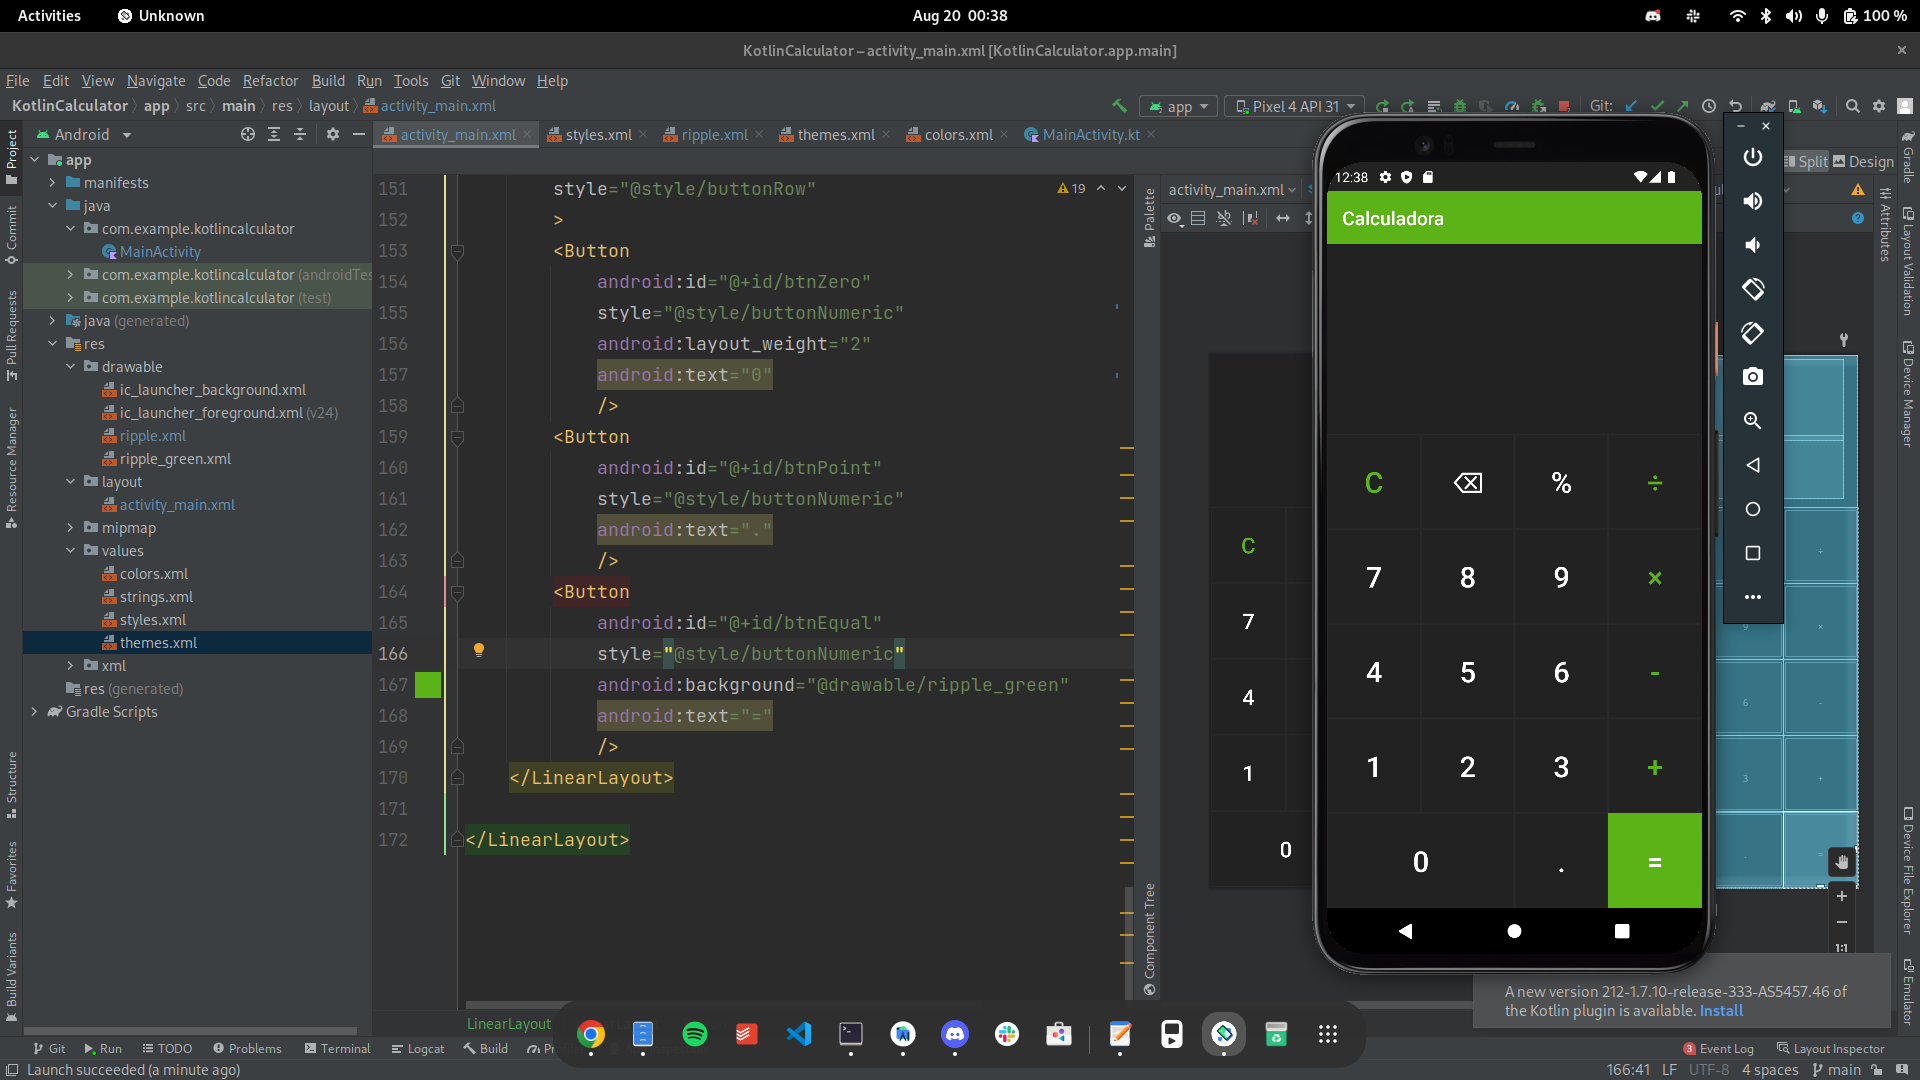 Activities
Unknown
Aug 20 00:38
100 %
KotlinCalculator – activity_main.xml [KotlinCalculator.app.main]
File Edit View Navigate Code Refactor Build Run Tools Git Window Help
KotlinCalculator app src main res layout activity_main.xml
app
Pixel 4 API 31
Git:
Android
activity_main.xml
styles.xml
ripple.xml
themes.xml
colors.xml
MainActivity.kt
Split
Design
Project
Commit
Pull Requests
Resource Manager
Structure
Favorites
Build Variants
app
manifests
java
com.example.kotlincalculator
MainActivity
com.example.kotlincalculator (androidTes
com.example.kotlincalculator (test)
java (generated)
res
drawable
ic_launcher_background.xml
ic_launcher_foreground.xml (v24)
ripple.xml
ripple_green.xml
layout
activity_main.xml
mipmap
values
colors.xml
strings.xml
styles.xml
themes.xml
xml
res (generated)
Gradle Scripts
19
151 style="@style/buttonRow"
152 >
153 <Button
154 android:id="@+id/btnZero"
155 style="@style/buttonNumeric"
156 android:layout_weight="2"
157 android:text="0"
158 />
159 <Button
160 android:id="@+id/btnPoint"
161 style="@style/buttonNumeric"
162 android:text="."
163 />
164 <Button
165 android:id="@+id/btnEqual"
166 style="@style/buttonNumeric"
167 android:background="@drawable/ripple_green"
168 android:text="="
169 />
170 </LinearLayout>
171
172 </LinearLayout>
LinearLayout
Palette
Component Tree
activity_main.xml
C
7
4
1
0
12:38
Calculadora
C % ÷
7 8 9 ×
4 5 6 -
1 2 3 +
0 . =
÷
9 ×
6 -
3 +
. =
1:1
Attributes
Gradle
Layout Validation
Device Manager
Device File Explorer
Emulator
A new version 212-1.7.10-release-333-AS5457.46 of
the Kotlin plugin is available. Install
Git
Run
TODO
Problems
Terminal
Logcat
Build
3 Event Log
Layout Inspector
Launch succeeded (a minute ago)
166:41 LF UTF-8 4 spaces main